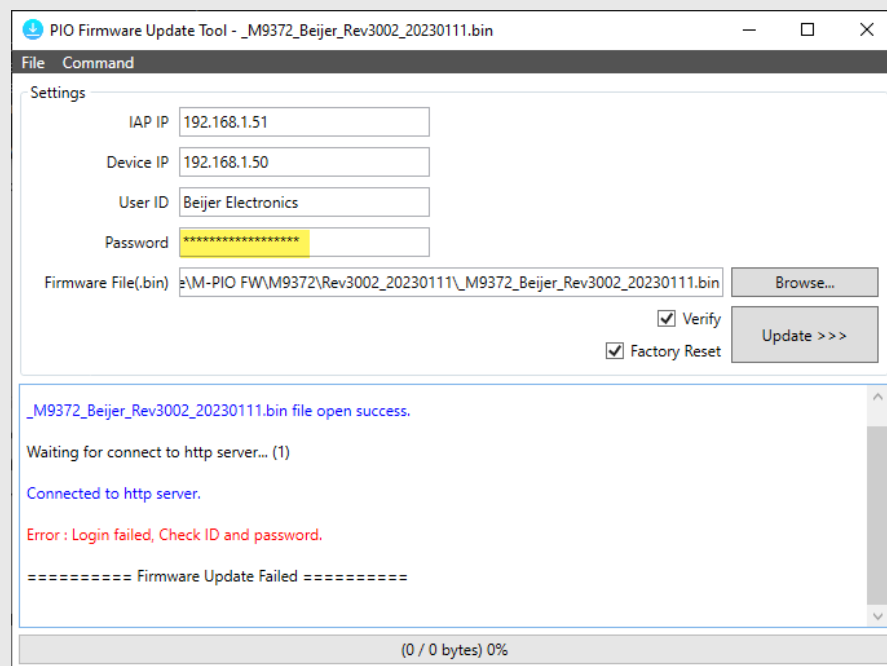 PIO Firmware Update Tool - _M9372_Beijer_Rev3002_20230111.bin
File Command
Settings
IAP IP 192.168.1.51
Device IP 192.168.1.50
User ID Beijer Electronics
Password ******************
Firmware File(.bin) e\M-PIO FW\M9372\Rev3002_20230111\_M9372_Beijer_Rev3002_20230111.bin Browse...
Verify
Update >>>
Factory Reset
_M9372_Beijer_Rev3002_20230111.bin file open success.
Waiting for connect to http server... (1)
Connected to http server.
Error : Login failed, Check ID and password.
========== Firmware Update Failed ==========
(0 / 0 bytes) 0%